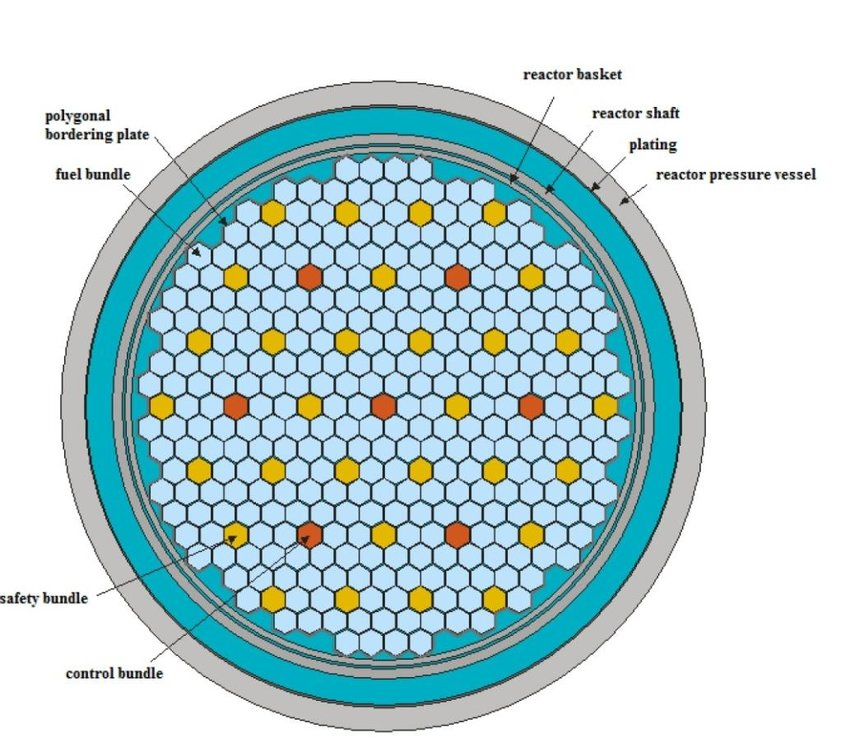 reactor basket
reactor shaft
polygonal
bordering plate
plating
fuel bundle
reactor pressure vessel
safety bundle
control bundle